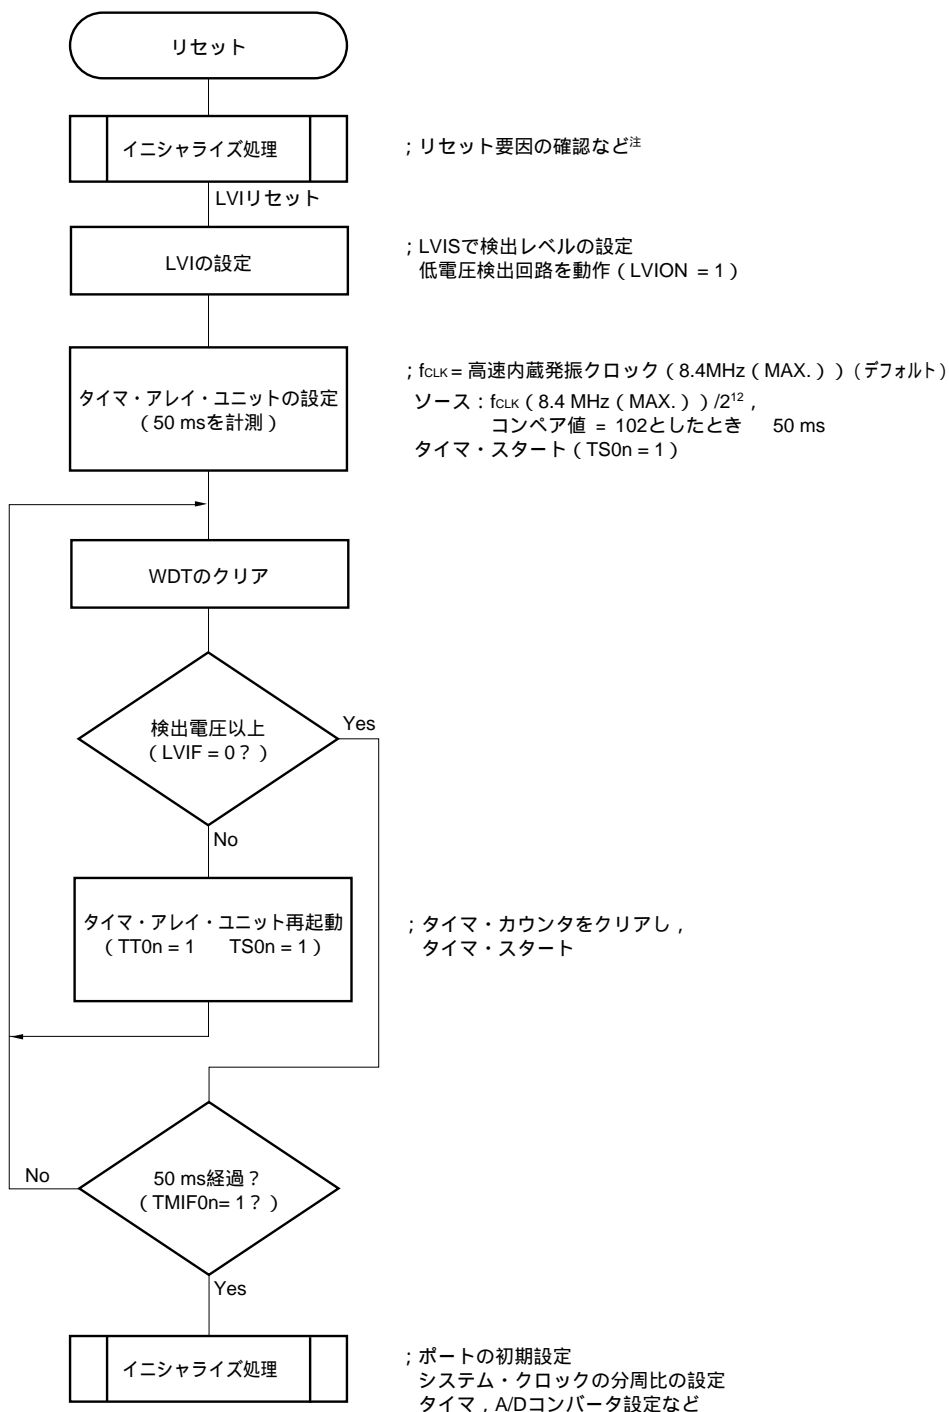 リセット
イニシャライズ処理
；リセット要因の確認など注
LVIリセット
LVIの設定
；LVISで検出レベルの設定
低電圧検出回路を動作（LVION = 1）
タイマ・アレイ・ユニットの設定
（50 msを計測）
；fCLK = 高速内蔵発振クロック（8.4MHz（MAX.））（デフォルト）
ソース：fCLK（8.4 MHz（MAX.））/2¹²，
コンペア値 = 102としたとき　50 ms
タイマ・スタート（TS0n = 1）
WDTのクリア
検出電圧以上
（LVIF = 0？）
Yes
No
タイマ・アレイ・ユニット再起動
（TT0n = 1　TS0n = 1）
；タイマ・カウンタをクリアし，
タイマ・スタート
50 ms経過？
（TMIF0n= 1？）
No
Yes
イニシャライズ処理
；ポートの初期設定
システム・クロックの分周比の設定
タイマ，A/Dコンバータ設定など